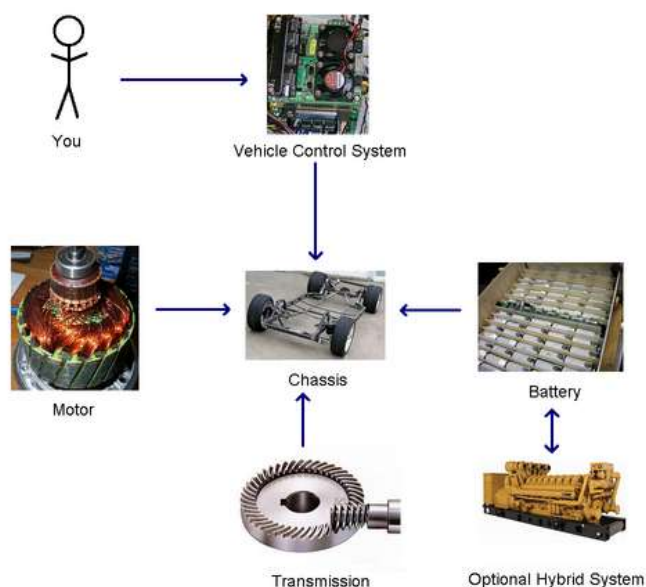 You
Vehicle Control System
Motor
Chassis
Battery
Transmission
Optional Hybrid System